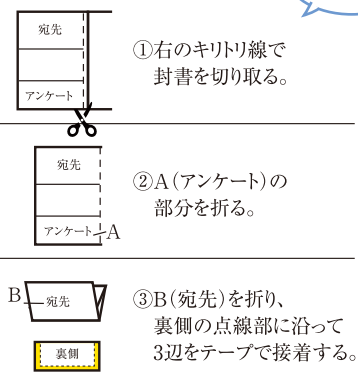 宛先
アンケート
①右のキリトリ線で
封書を切り取る。
宛先
アンケート
A
②A(アンケート)の
部分を折る。
B
宛先
裏側
③B(宛先)を折り、
裏側の点線部に沿って
3辺をテープで接着する。